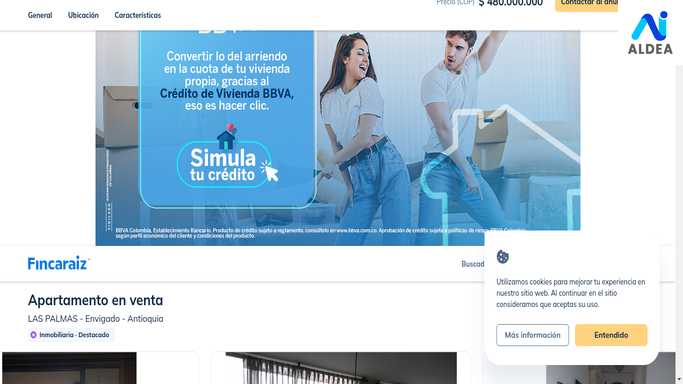 General Ubicación Características
Precio (COP) $ 480.000.000
Contactar al anun
ALDEA
BBVA
Convertir lo del arriendo
en la cuota de tu vivienda
propia, gracias al
Crédito de Vivienda BBVA,
eso es hacer clic.
Simula
tu crédito
BBVA Colombia, Establecimiento Bancario. Producto de crédito sujeto a reglamento, consúltelo en www.bbva.com.co. Aprobación de crédito sujeta a políticas de riesgo BBVA Colombia,
según perfil económico del cliente y condiciones del producto.
Fincaraiz
Buscad
Utilizamos cookies para mejorar tu experiencia en
nuestro sitio web. Al continuar en el sitio
consideramos que aceptas su uso.
Más información Entendido
Apartamento en venta
LAS PALMAS - Envigado - Antioquia
Inmobiliaria - Destacado